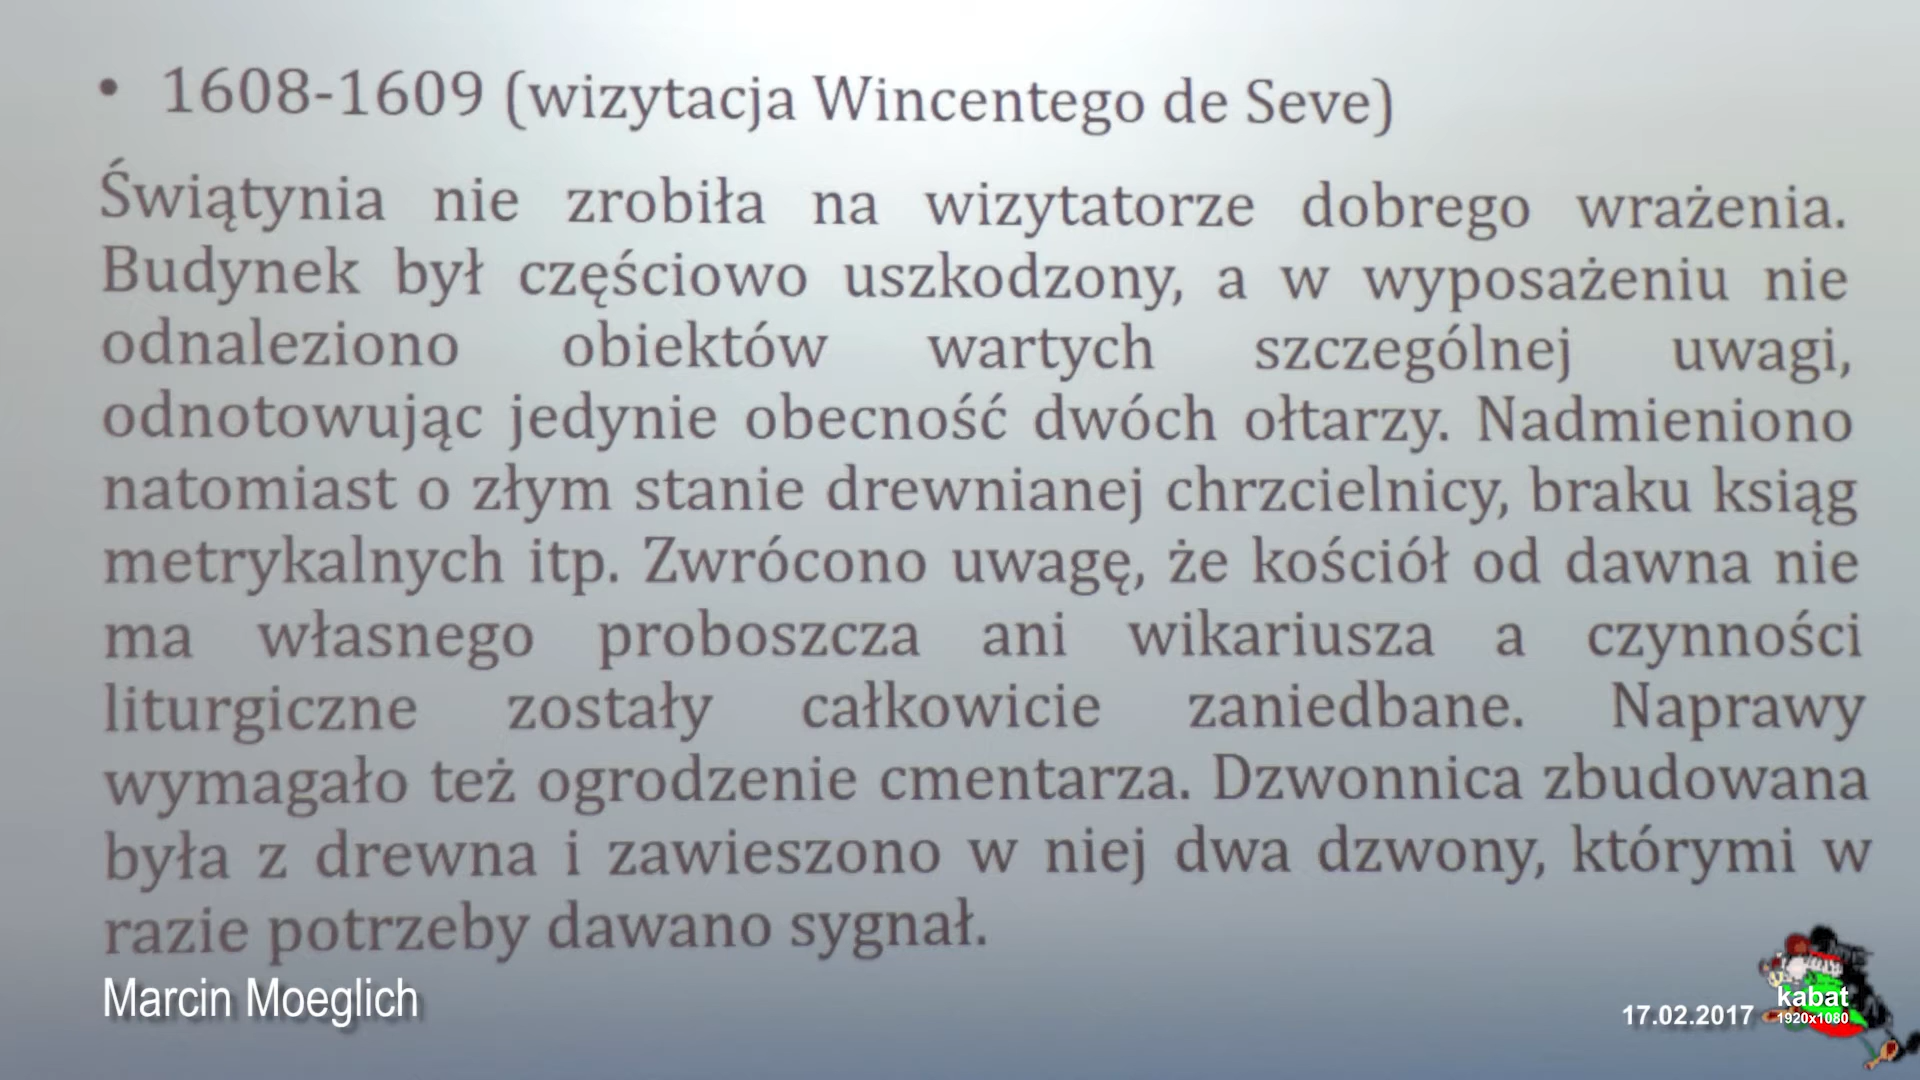 • 1608-1609 (wizytacja Wincentego de Seve)
Świątynia nie zrobiła na wizytatorze dobrego wrażenia.
Budynek był częściowo uszkodzony, a w wyposażeniu nie
odnaleziono obiektów wartych szczególnej uwagi,
odnotowując jedynie obecność dwóch ołtarzy. Nadmieniono
natomiast o złym stanie drewnianej chrzcielnicy, braku ksiąg
metrykalnych itp. Zwrócono uwagę, że kościół od dawna nie
ma własnego proboszcza ani wikariusza a czynności
liturgiczne zostały całkowicie zaniedbane. Naprawy
wymagało też ogrodzenie cmentarza. Dzwonnica zbudowana
była z drewna i zawieszono w niej dwa dzwony, którymi w
razie potrzeby dawano sygnał.
Marcin Moeglich
17.02.2017
kabat
1920x1080